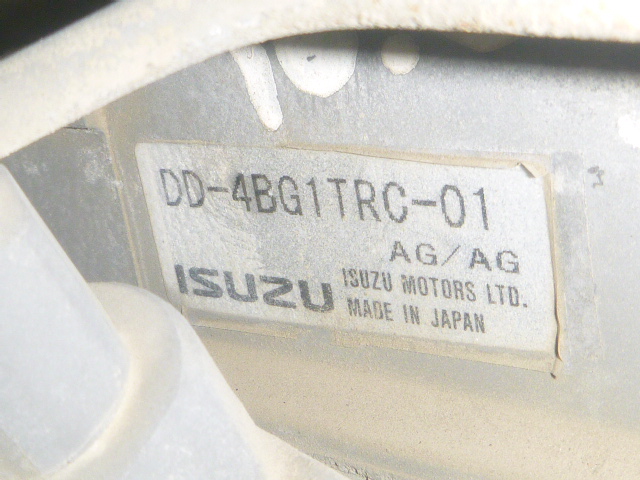 DD-4BG1TRC-01
AG/AG
ISUZU
ISUZU MOTORS LTD.
MADE IN JAPAN